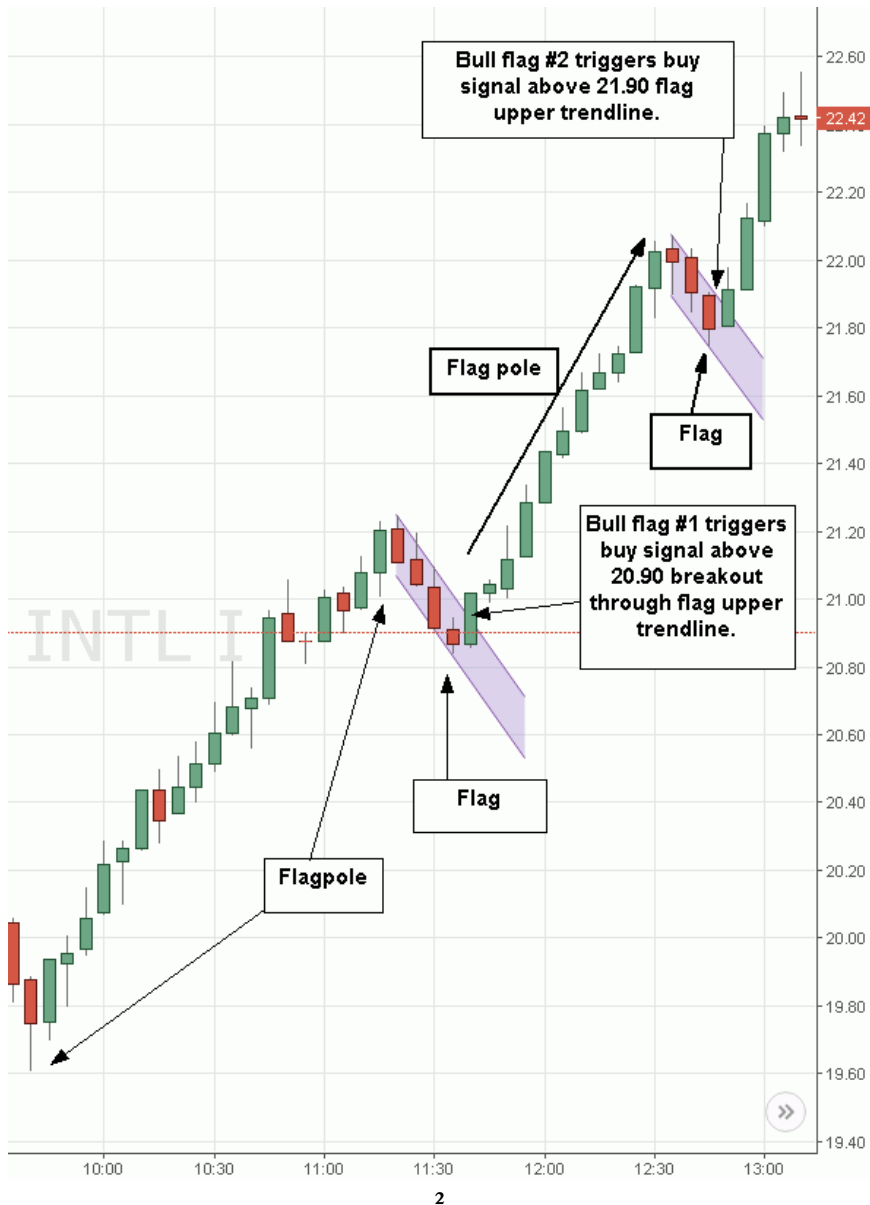 Bull flag #2 triggers buy
signal above 21.90 flag
upper trendline.
22.60
22.42
22.20
22.00
Flag pole
21.80
21.60
Flag
21.40
Bull flag #1 triggers
buy signal above
20.90 breakout
through flag upper
trendline.
21.20
21.00
INTL I
20.80
20.60
Flag
20.40
Flagpole
20.20
20.00
19.80
19.60
19.40
10:00 10:30 11:00 11:30 12:00 12:30 13:00
2